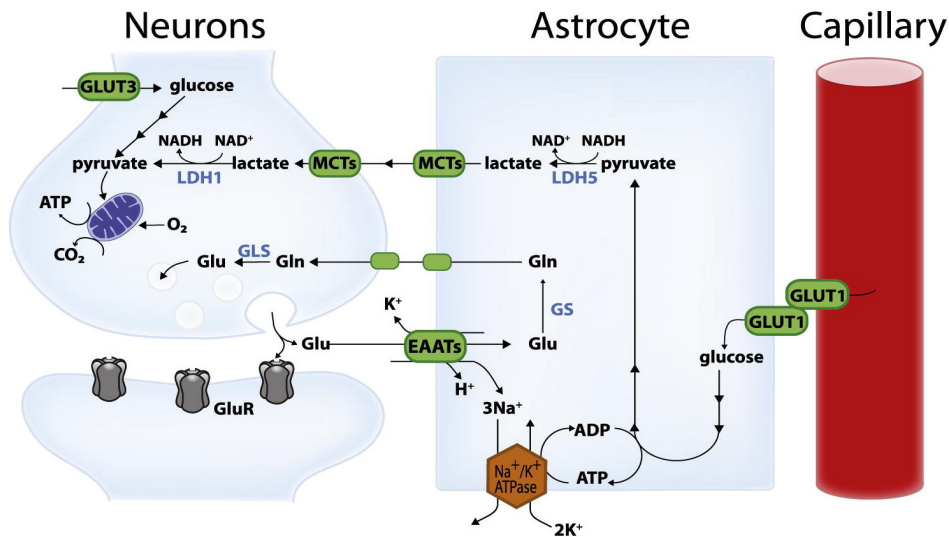 Neurons
Astrocyte
Capillary
GLUT3
glucose
NADH NAD⁺
NAD⁺ NADH
pyruvate
lactate
MCTs
MCTs
lactate
pyruvate
LDH1
LDH5
ATP
O₂
CO₂
Glu
GLS
Gln
Gln
GS
GLUT1
GLUT1
K⁺
Glu
EAATs
Glu
glucose
H⁺
GluR
3Na⁺
ADP
Na⁺/K⁺
ATPase
ATP
2K⁺